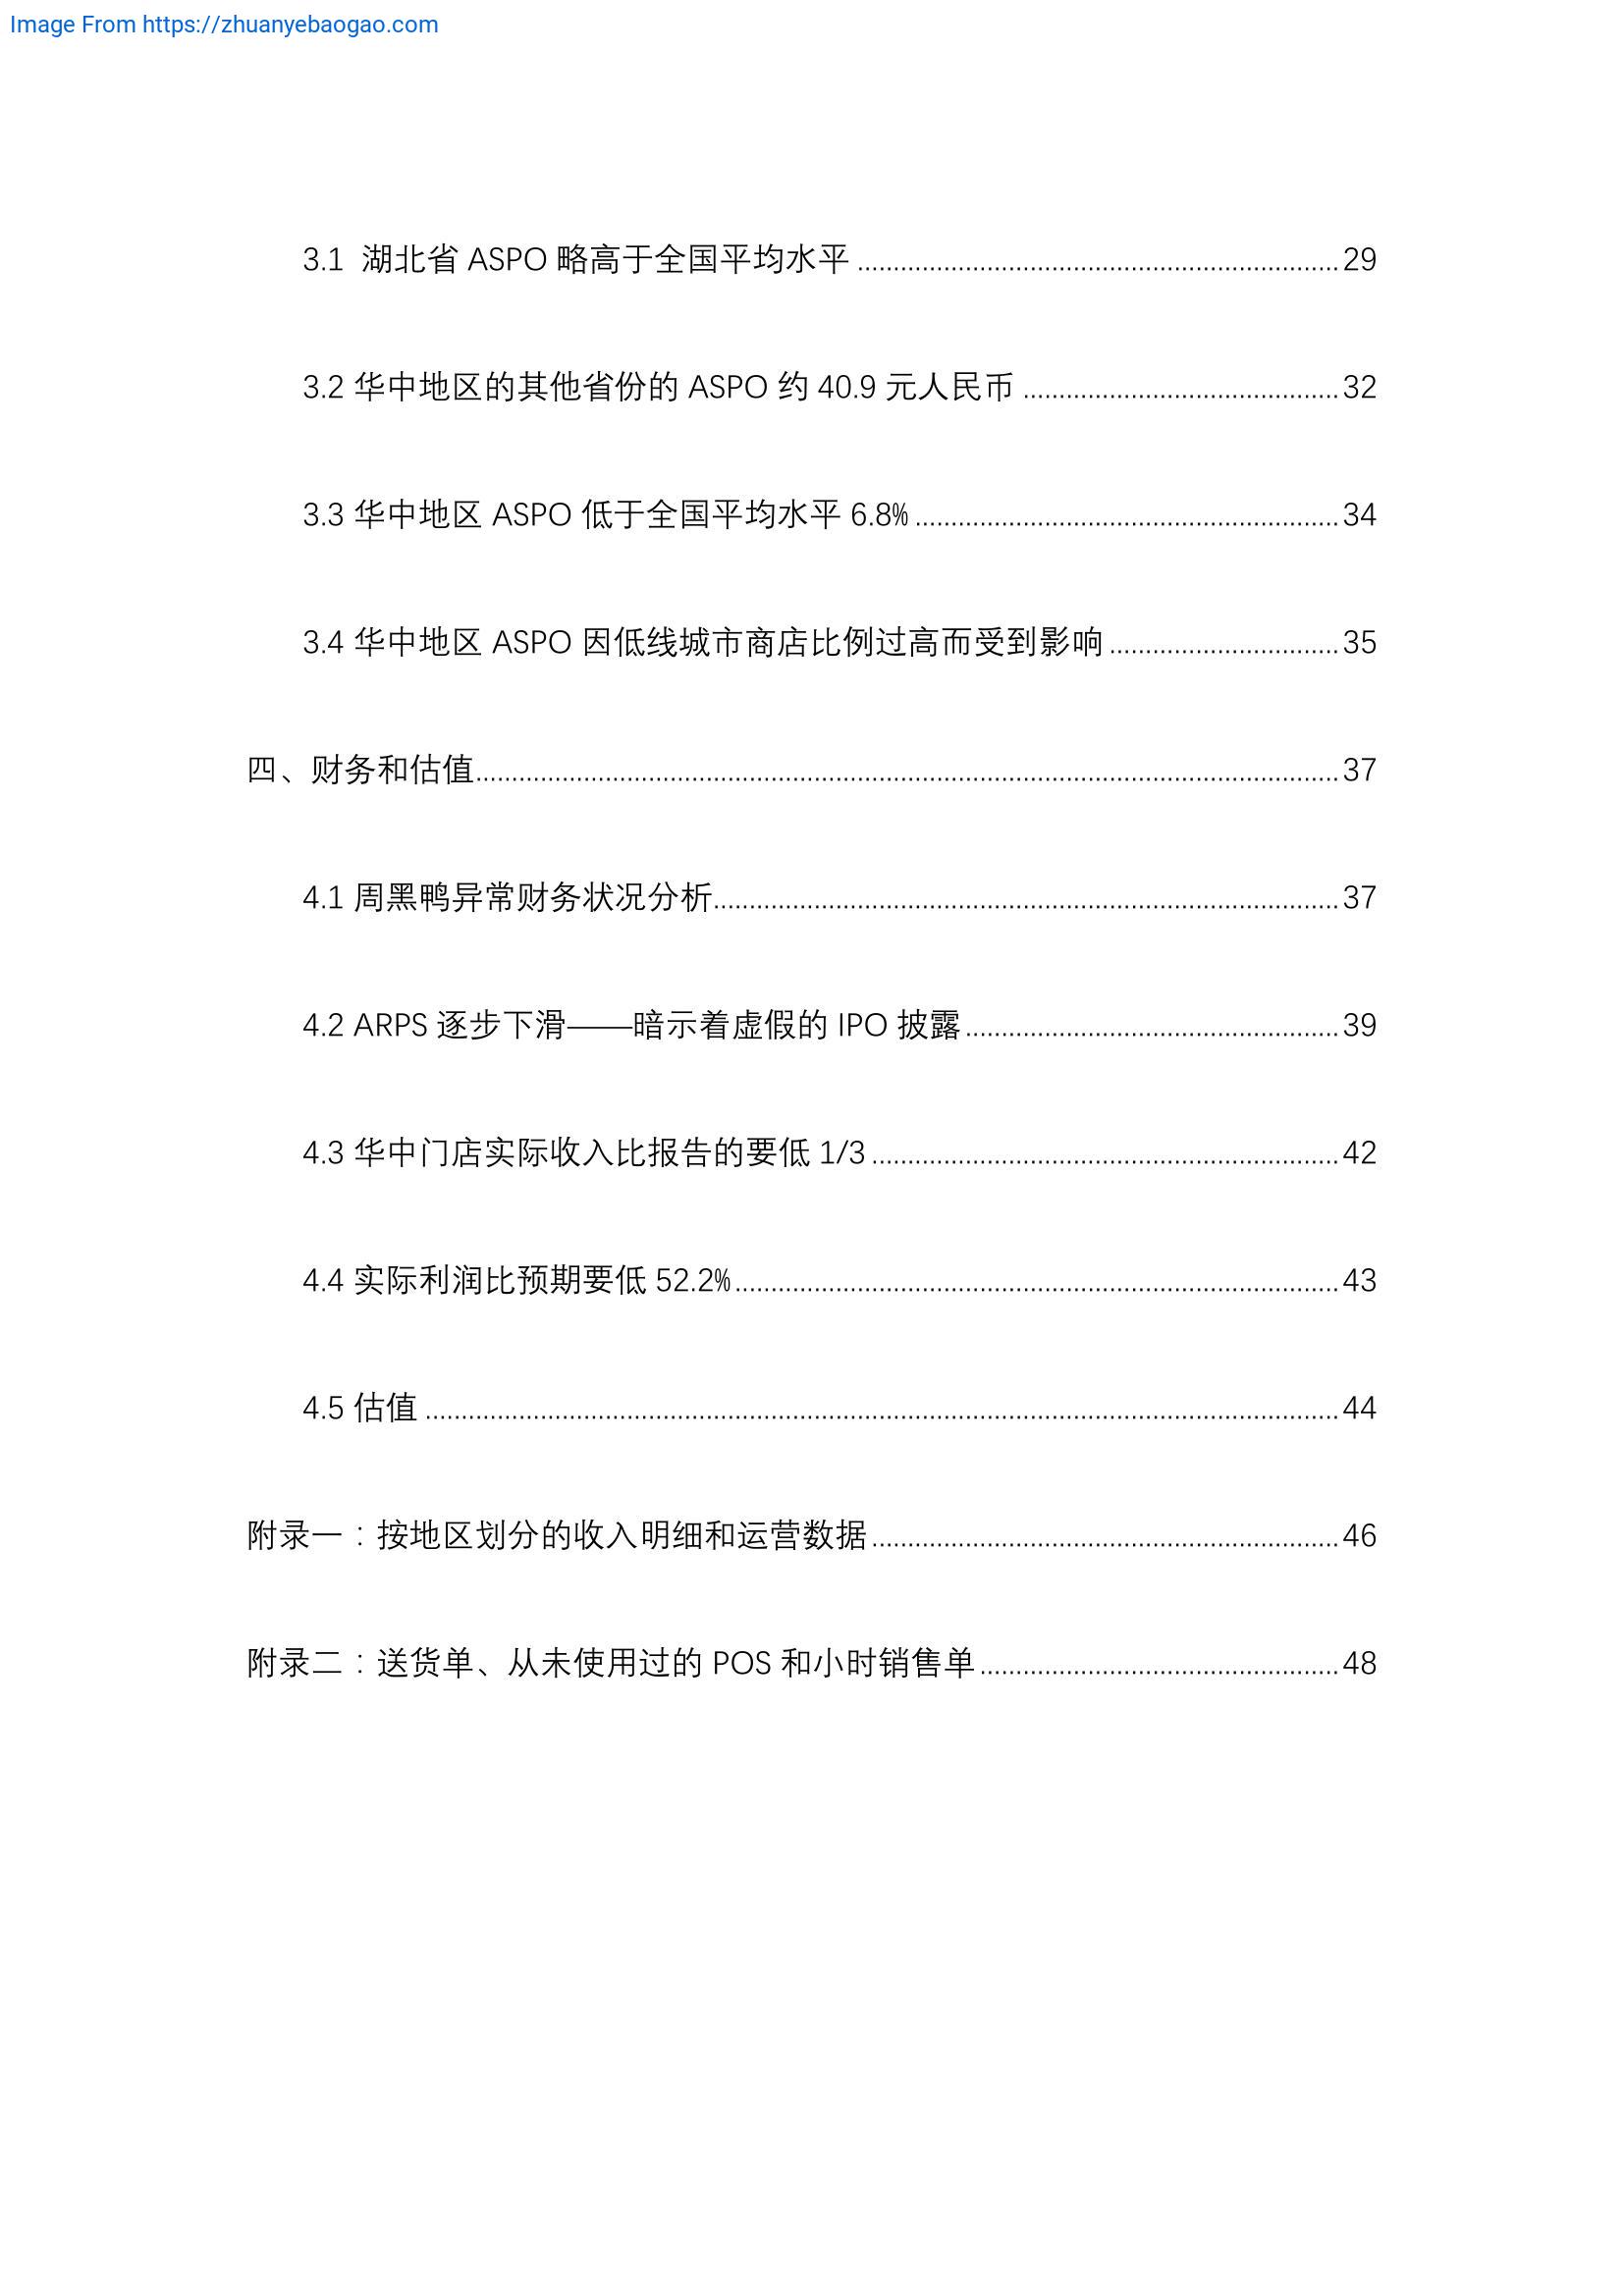 Image From https://zhuanyebaogao.com
3.1 湖北省 ASPO 略高于全国平均水平 ........ 29
3.2 华中地区的其他省份的 ASPO 约 40.9 元人民币 ........ 32
3.3 华中地区 ASPO 低于全国平均水平 6.8% ........ 34
3.4 华中地区 ASPO 因低线城市商店比例过高而受到影响 ........ 35
四、财务和估值 ........ 37
4.1 周黑鸭异常财务状况分析 ........ 37
4.2 ARPS 逐步下滑——暗示着虚假的 IPO 披露 ........ 39
4.3 华中门店实际收入比报告的要低 1/3 ........ 42
4.4 实际利润比预期要低 52.2% ........ 43
4.5 估值 ........ 44
附录一：按地区划分的收入明细和运营数据 ........ 46
附录二：送货单、从未使用过的 POS 和小时销售单 ........ 48